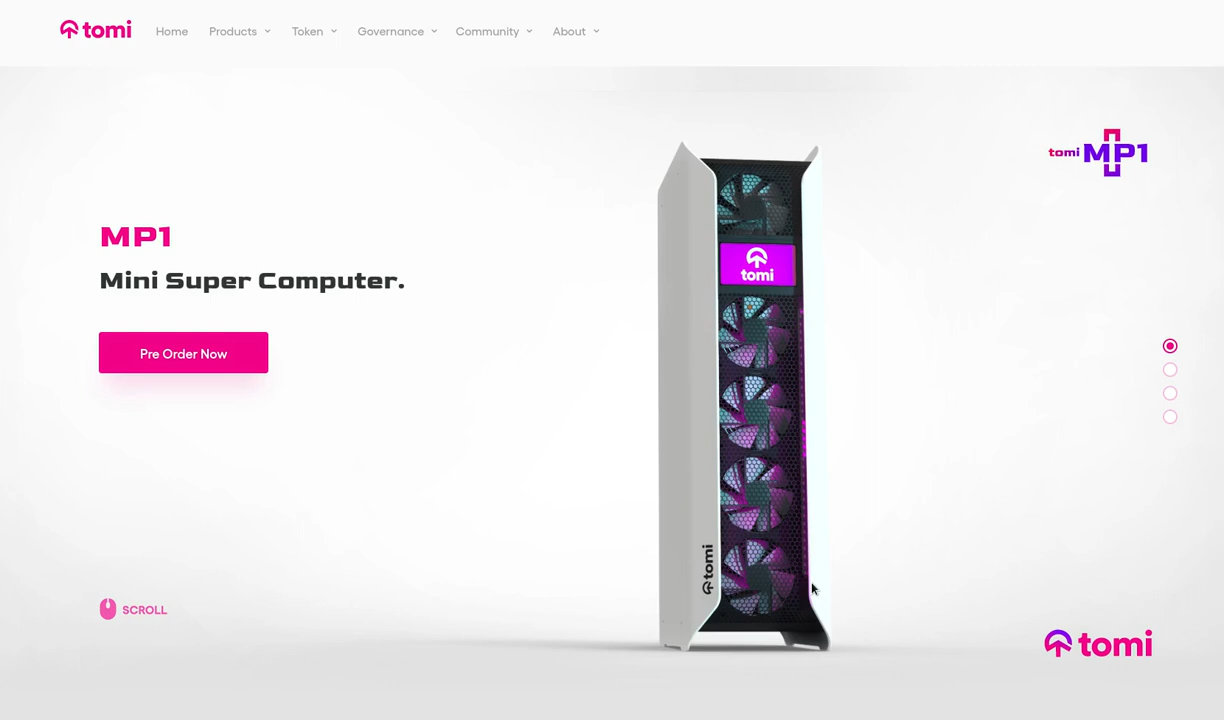 tomi
Home
Products
Token
Governance
Community
About
tomi MP1
MP1
Mini Super Computer.
Pre Order Now
tomi
tomi
SCROLL
tomi